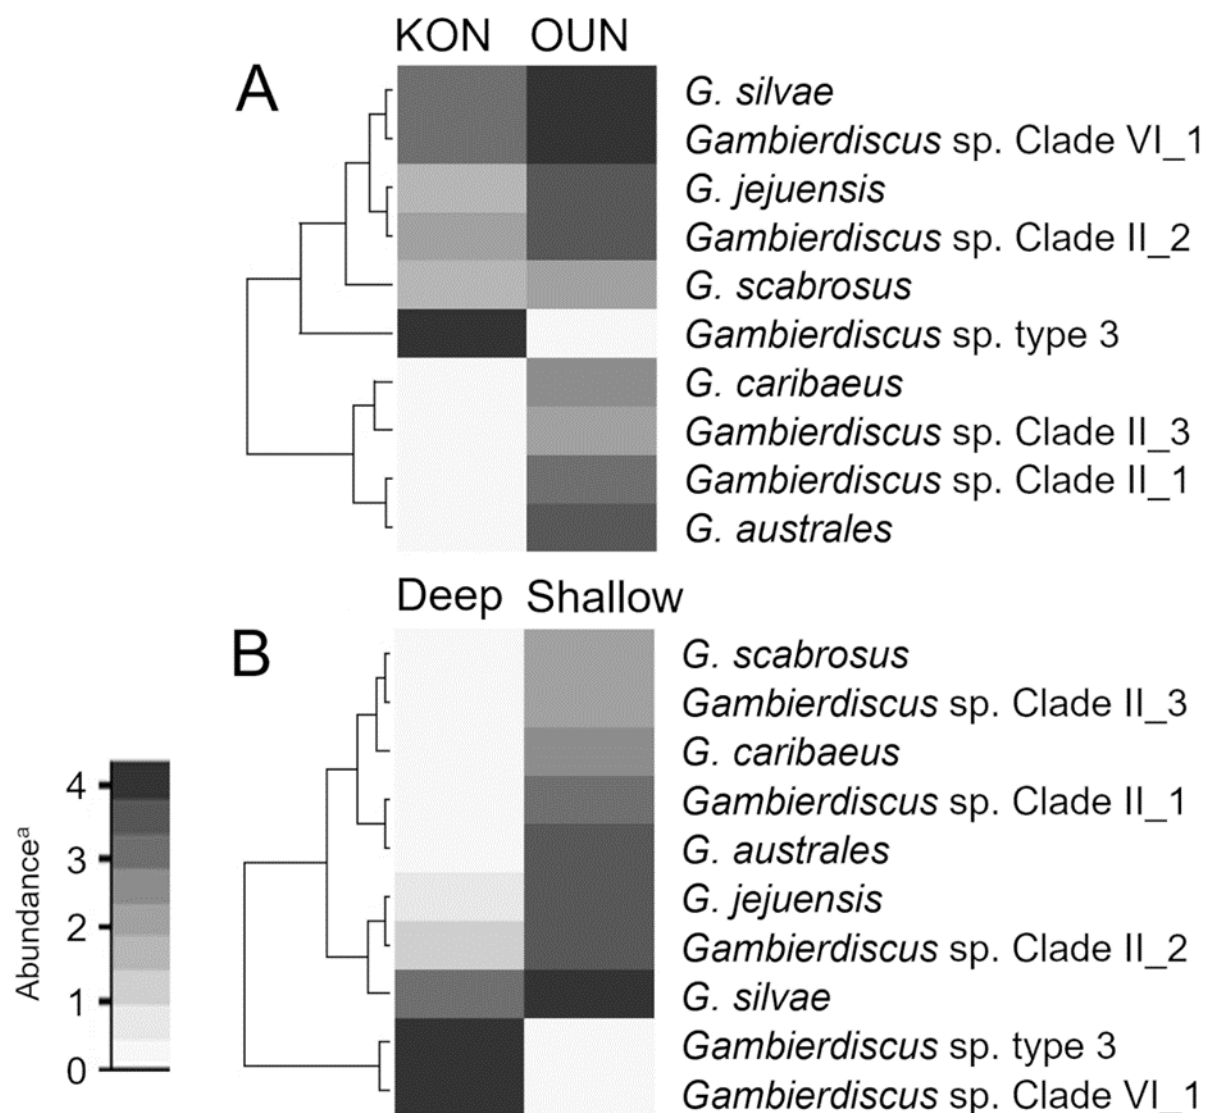 KON OUN
A
G. silvae
Gambierdiscus sp. Clade VI_1
G. jejuensis
Gambierdiscus sp. Clade II_2
G. scabrosus
Gambierdiscus sp. type 3
G. caribaeus
Gambierdiscus sp. Clade II_3
Gambierdiscus sp. Clade II_1
G. australes
Deep Shallow
B
G. scabrosus
Gambierdiscus sp. Clade II_3
G. caribaeus
Gambierdiscus sp. Clade II_1
G. australes
G. jejuensis
Gambierdiscus sp. Clade II_2
G. silvae
Gambierdiscus sp. type 3
Gambierdiscus sp. Clade VI_1
Abundanceᵃ
4
3
2
1
0